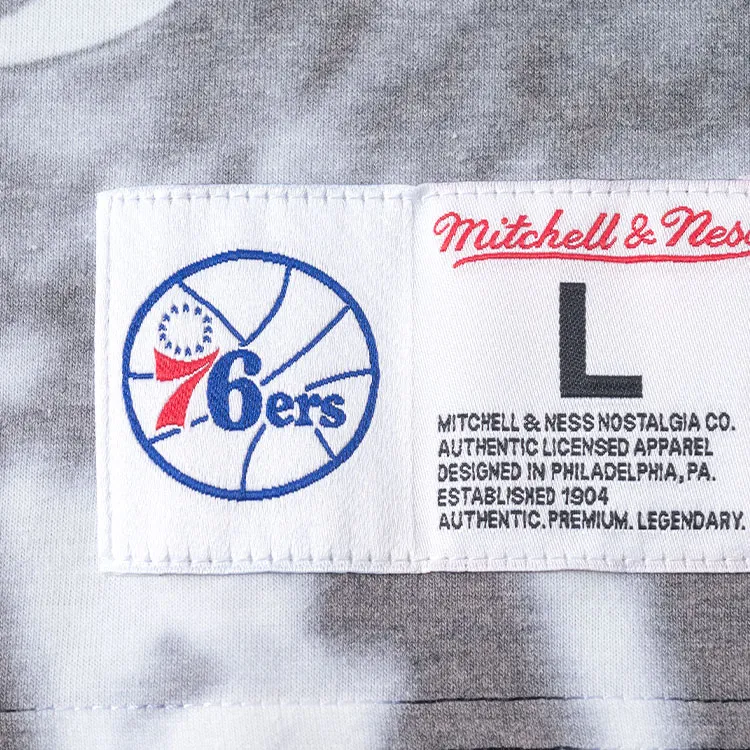 76ers
Mitchell & Nes
L
MITCHELL & NESS NOSTALGIA CO.
AUTHENTIC LICENSED APPAREL
DESIGNED IN PHILADELPHIA, PA.
ESTABLISHED 1904
AUTHENTIC. PREMIUM. LEGENDARY.